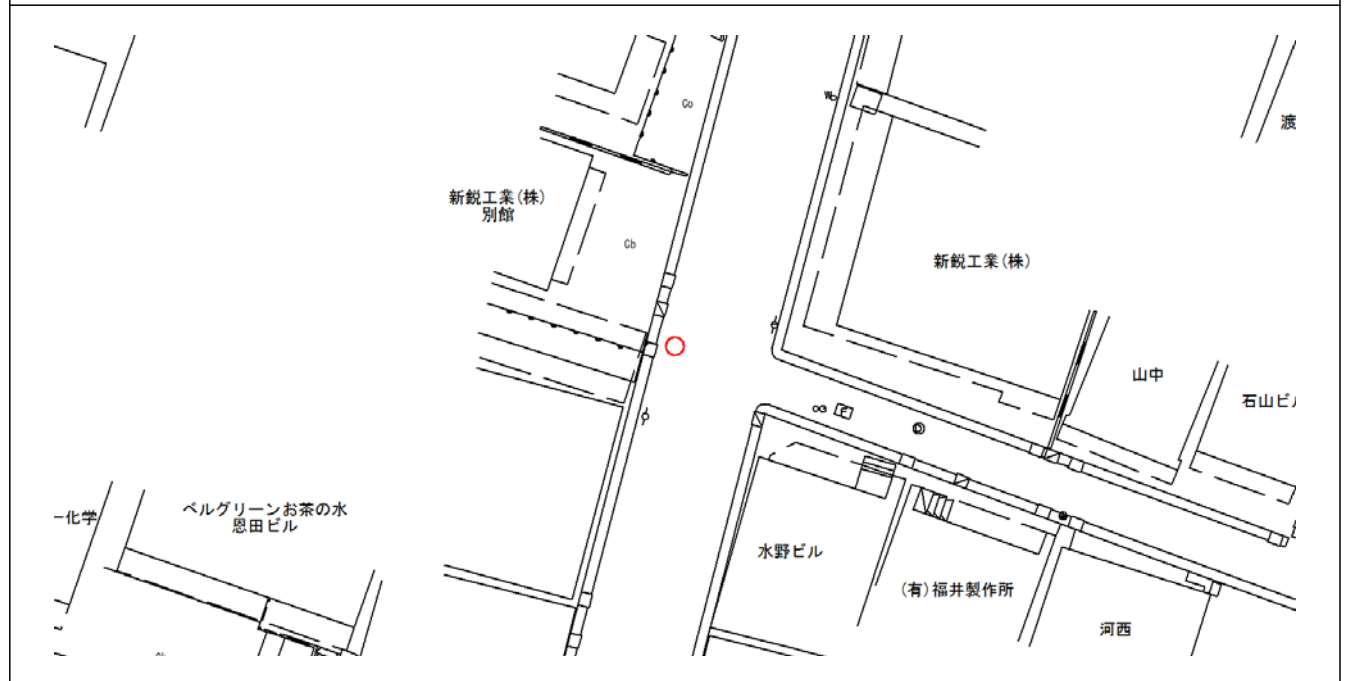 Co
渡
新鋭工業(株)
別館
Cb
新鋭工業(株)
山中
石山ビ
一化学
ベルグリーンお茶の水
恩田ビル
水野ビル
(有)福井製作所
河西